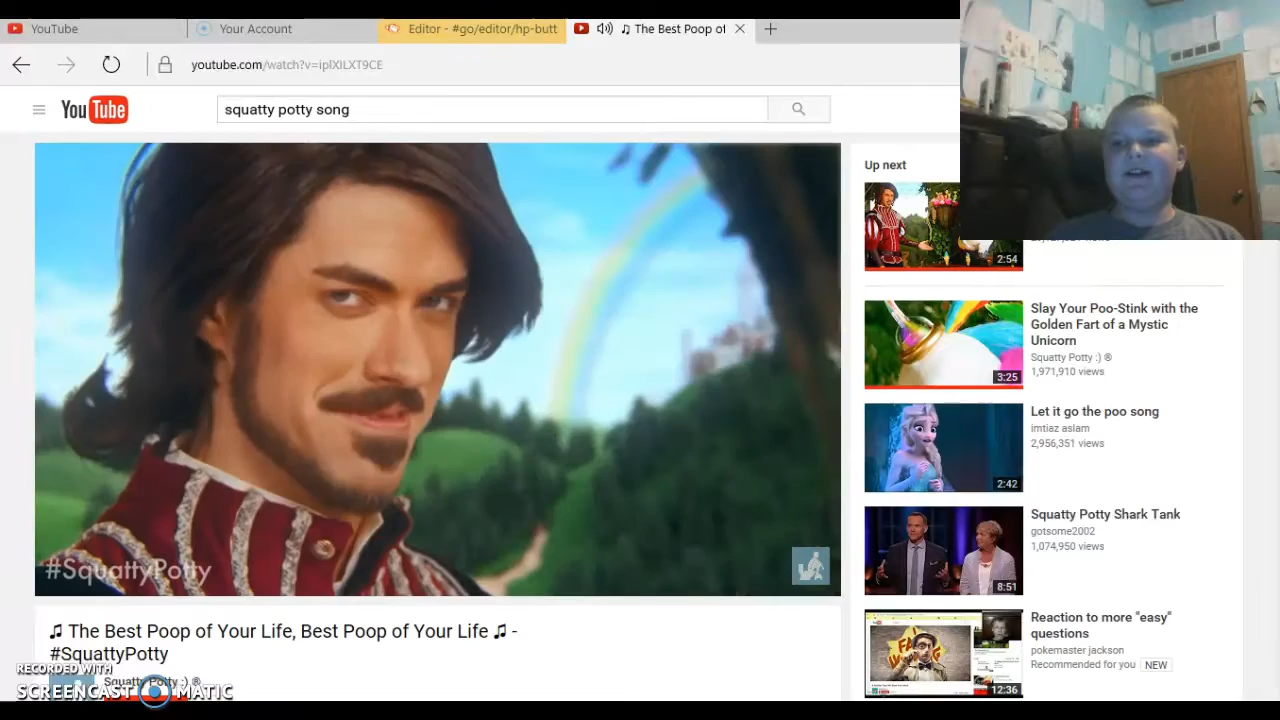 YouTube
Your Account
Editor - #go/editor/hp-butt
♫ The Best Poop of
youtube.com/watch?v=iplXlLXT9CE
YouTube
squatty potty song
Up next
2:54
Slay Your Poo-Stink with the
Golden Fart of a Mystic
Unicorn
Squatty Potty :) ®
1,971,910 views
3:25
Let it go the poo song
imtiaz aslam
2,956,351 views
2:42
Squatty Potty Shark Tank
gotsome2002
1,074,950 views
8:51
#SquattyPotty
Reaction to more "easy"
questions
pokemaster jackson
Recommended for you NEW
12:36
♫ The Best Poop of Your Life, Best Poop of Your Life ♫ -
#SquattyPotty
Squatty Potty :) ®
RECORDED WITH
SCREENCAST-O-MATIC